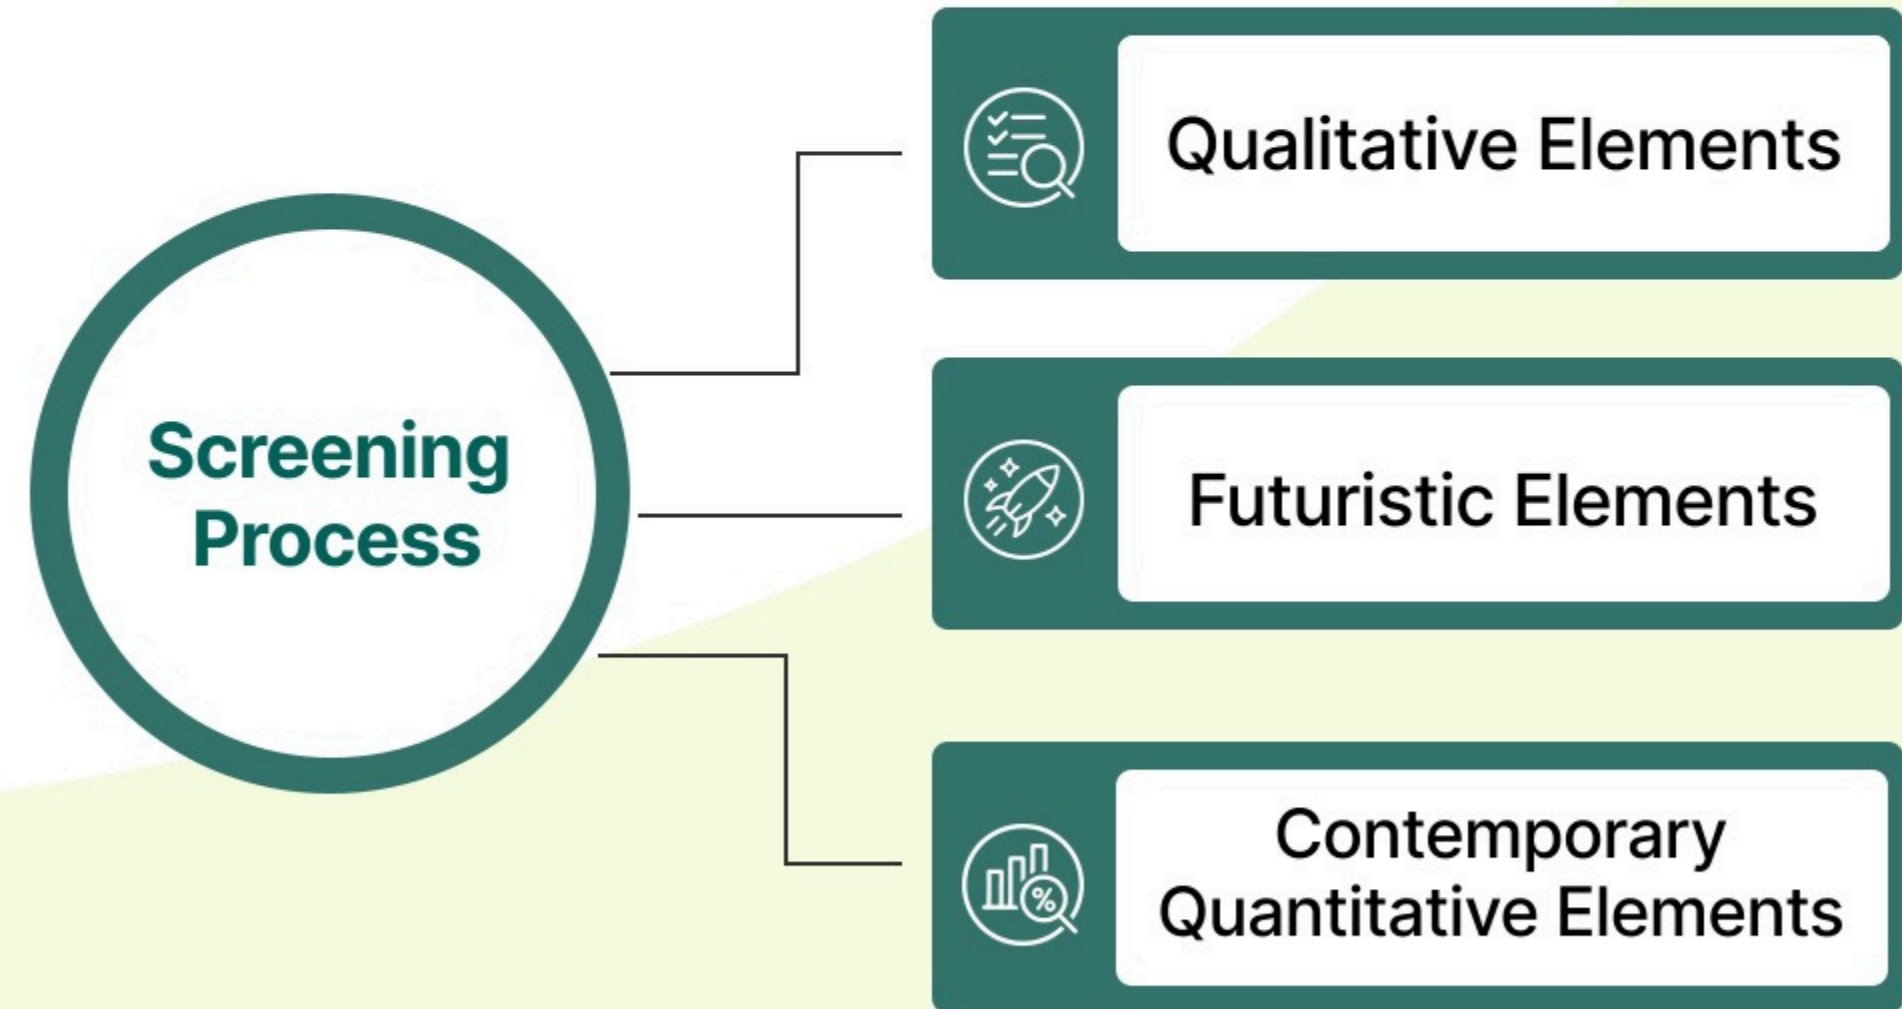 Screening
Process
Qualitative Elements
Futuristic Elements
Contemporary
Quantitative Elements
%